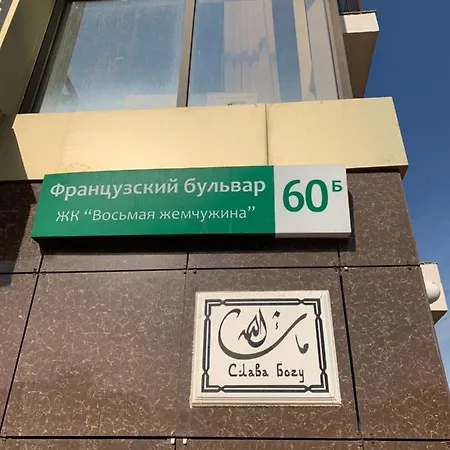 Французский бульвар
ЖК “Восьмая жемчужина”
60Б
Слава Богу